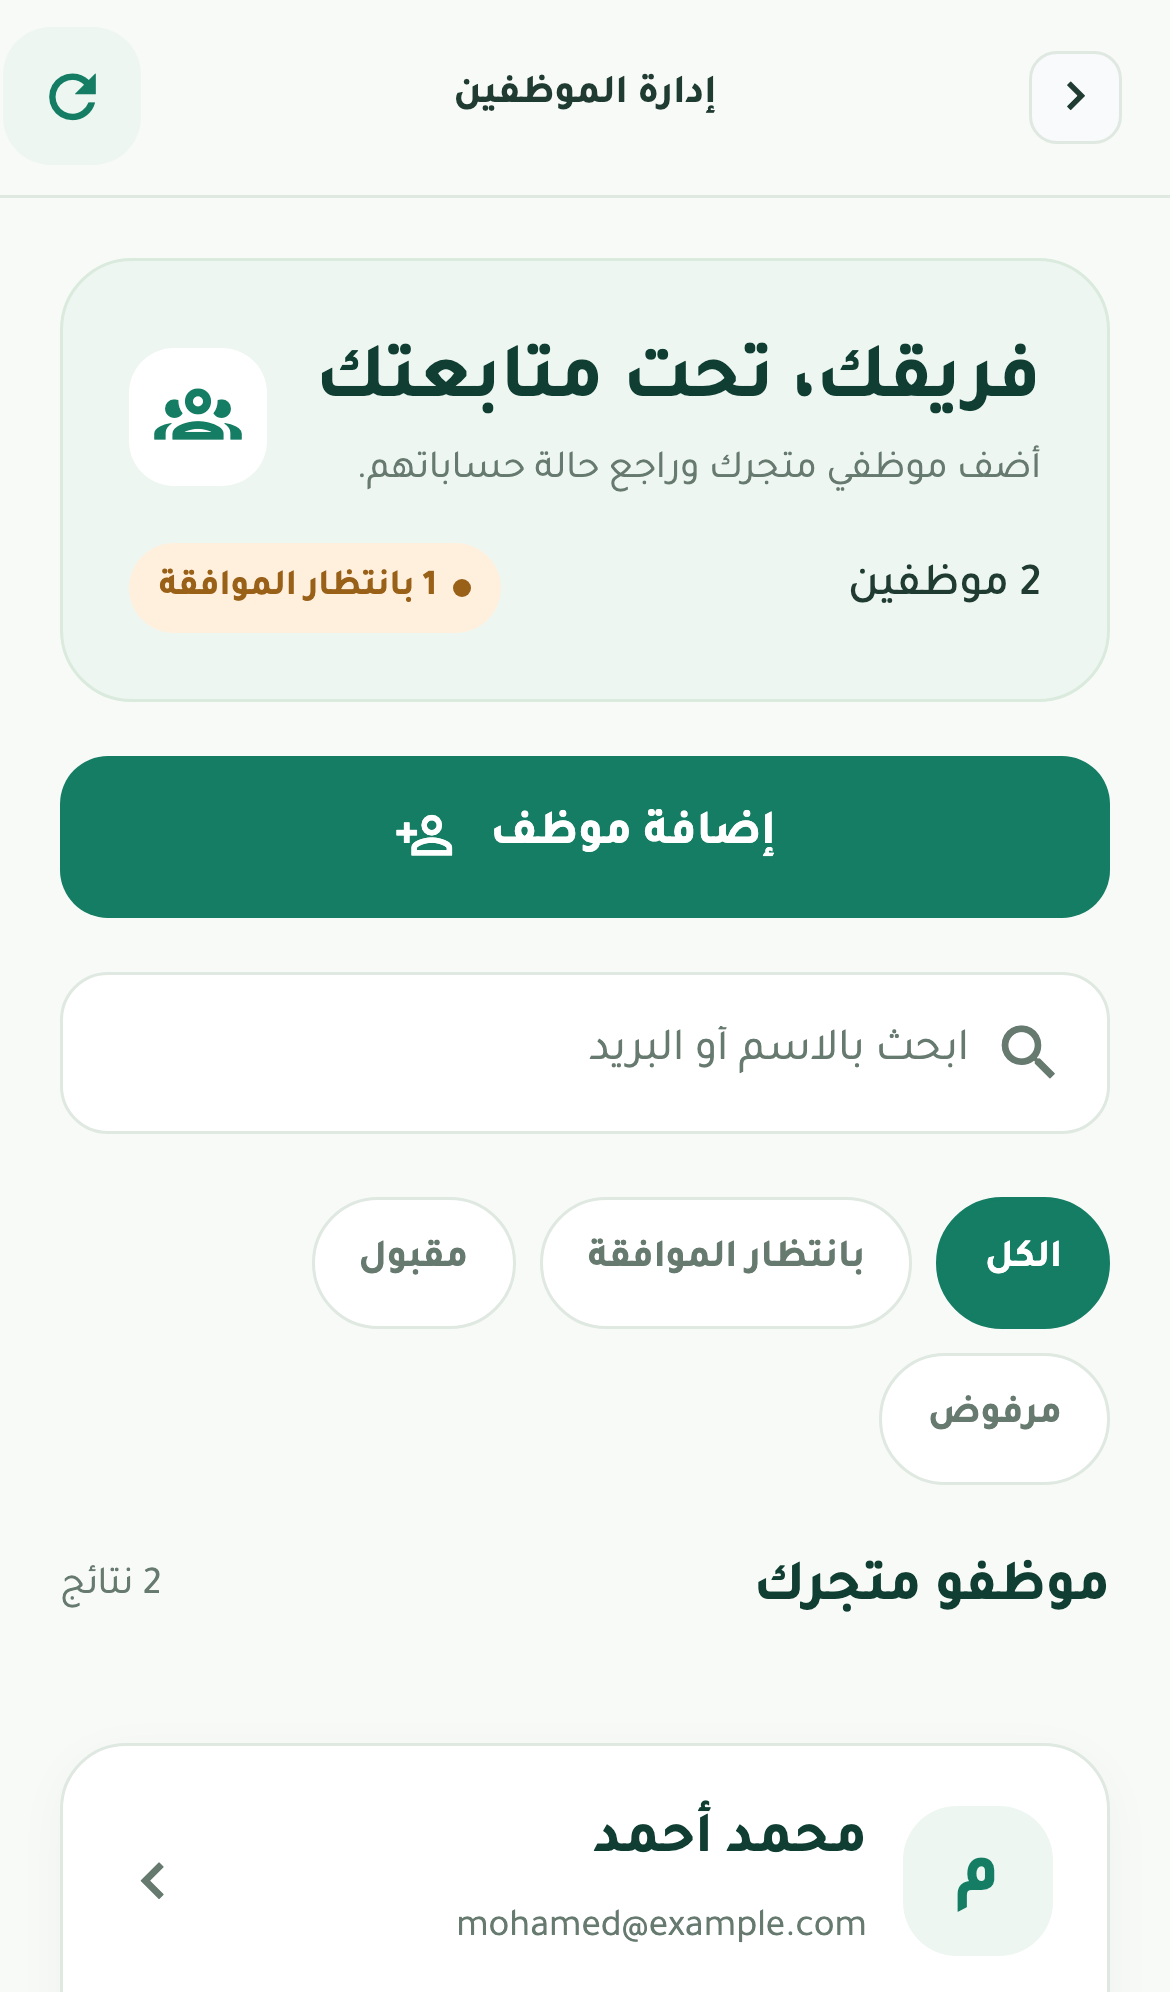 إدارة الموظفين
فريقك، تحت متابعتك
أضف موظفي متجرك وراجع حالة حساباتهم.
2 موظفين
1 بانتظار الموافقة
إضافة موظف
ابحث بالاسم أو البريد
الكل
بانتظار الموافقة
مقبول
مرفوض
موظفو متجرك
2 نتائج
م
محمد أحمد
mohamed@example.com